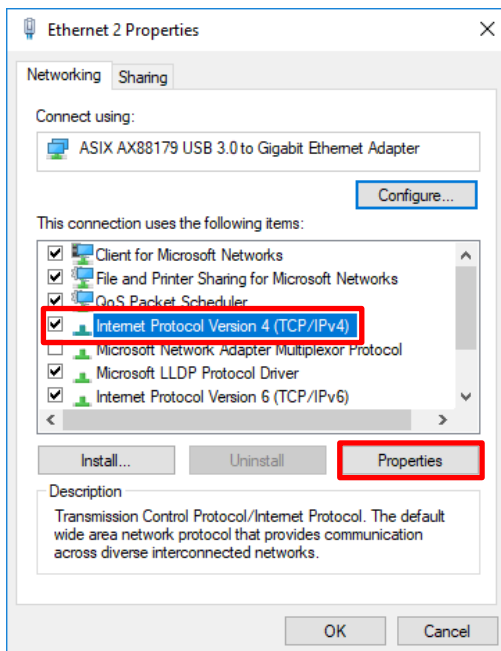 Ethernet 2 Properties
Networking
Sharing
Connect using:
ASIX AX88179 USB 3.0 to Gigabit Ethernet Adapter
Configure...
This connection uses the following items:
Client for Microsoft Networks
File and Printer Sharing for Microsoft Networks
QoS Packet Scheduler
Internet Protocol Version 4 (TCP/IPv4)
Microsoft Network Adapter Multiplexor Protocol
Microsoft LLDP Protocol Driver
Internet Protocol Version 6 (TCP/IPv6)
Install...
Uninstall
Properties
Description
Transmission Control Protocol/Internet Protocol. The default
wide area network protocol that provides communication
across diverse interconnected networks.
OK
Cancel